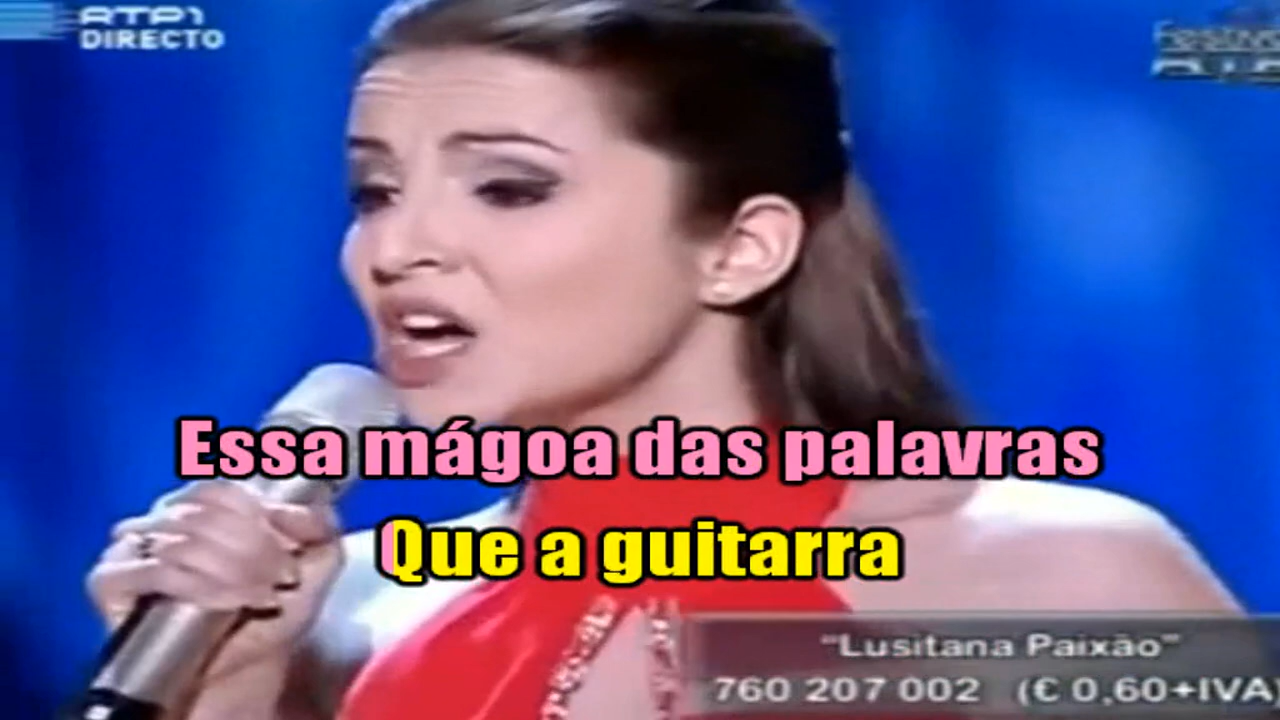 RTP1
DIRECTO
Essa mágoa das palavras
Que a guitarra
"Lusitana Paixão"
760 207 002 (€ 0,60+IVA)